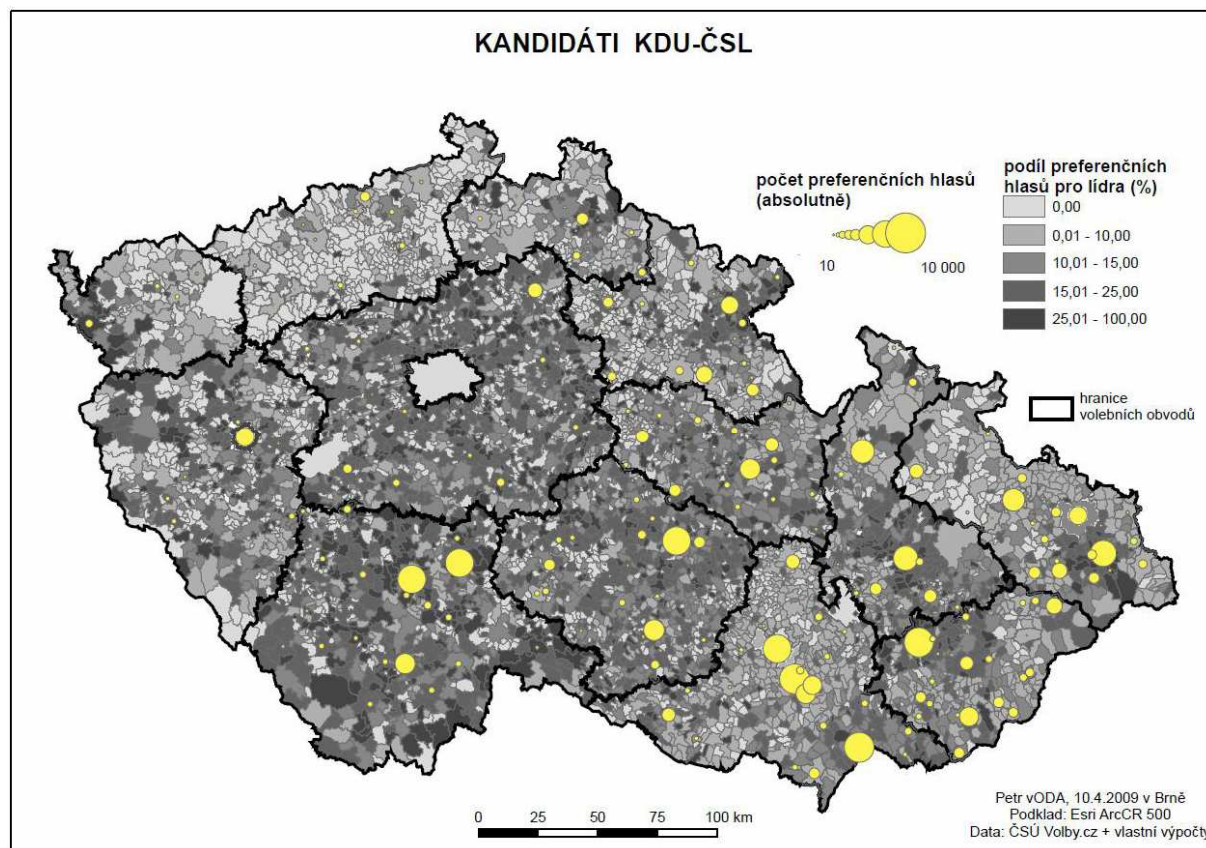 KANDIDÁTI KDU-ČSL
počet preferenčních hlasů
(absolutně)
10
10 000
podíl preferenčních
hlasů pro lídra (%)
0,00
0,01 - 10,00
10,01 - 15,00
15,01 - 25,00
25,01 - 100,00
hranice
volebních obvodů
0 25 50 75 100 km
Petr vODA, 10.4.2009 v Brně
Podklad: Esri ArcCR 500
Data: ČSÚ Volby.cz + vlastní výpočty